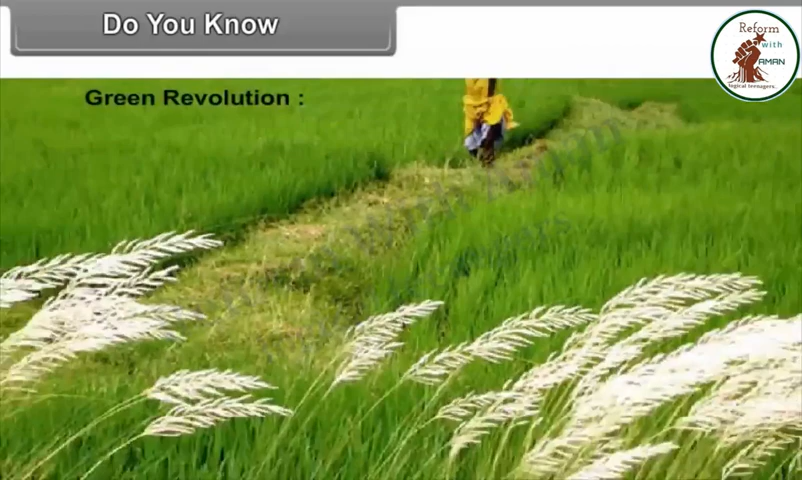 Do You Know
Reform
with
AMAN
logical teenagers
Green Revolution :